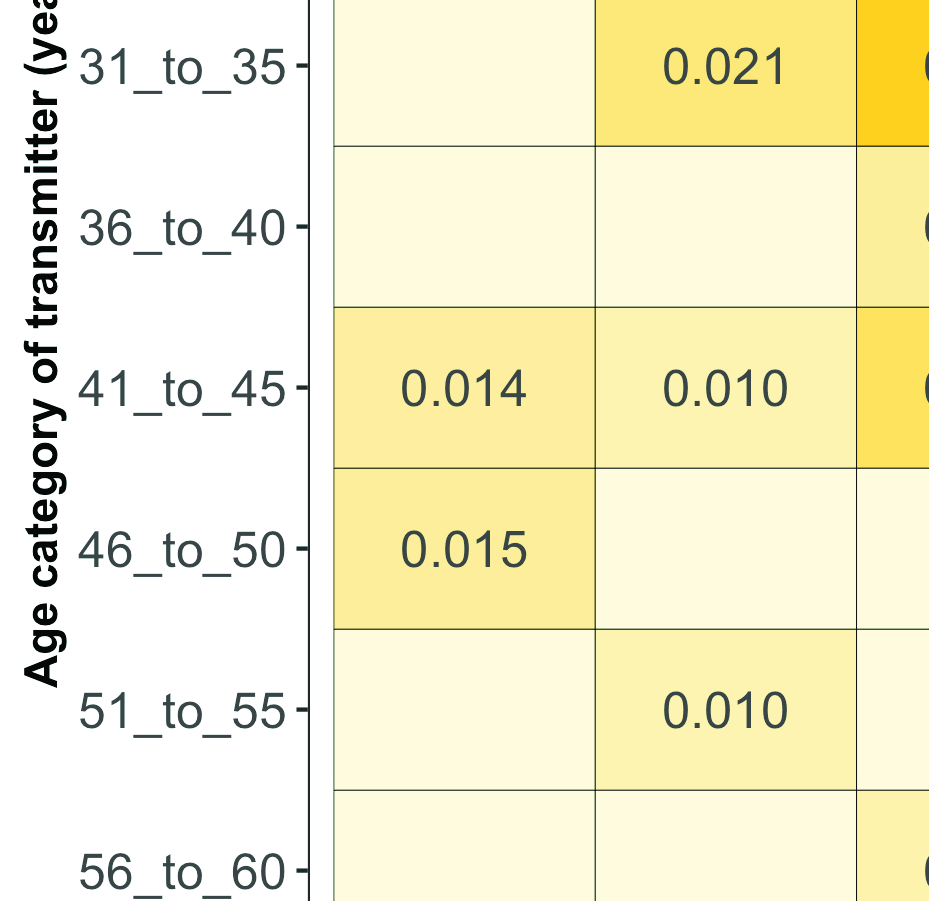 Age category of transmitter
31_to_35 0.021
36_to_40
41_to_45 0.014 0.010
46_to_50 0.015
51_to_55 0.010
56_to_60